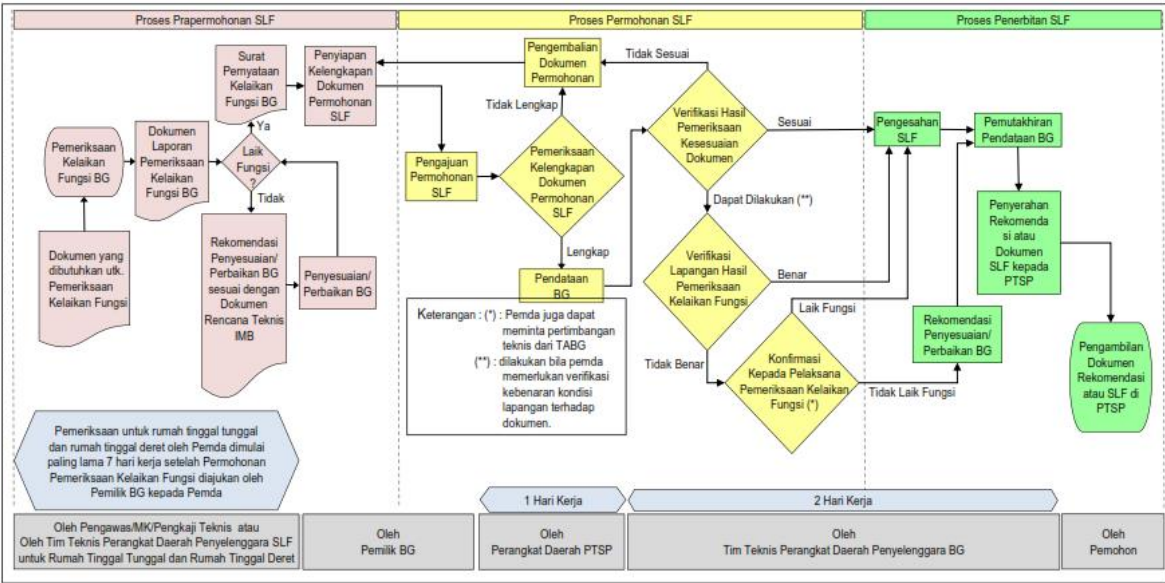 Proses Prapermohonan SLF
Proses Permohonan SLF
Proses Penerbitan SLF
Surat
Pernyataan
Kelaikan
Fungsi BG
Penyiapan
Kelengkapan
Dokumen
Permohonan
SLF
Pemeriksaan
Kelaikan
Fungsi BG
Dokumen
Laporan
Pemeriksaan
Kelaikan
Fungsi BG
Ya
Laik
Fungsi
?
Tidak
Dokumen yang
dibutuhkan utk.
Pemeriksaan
Kelaikan Fungsi
Rekomendasi
Penyesuaian/
Perbaikan BG
sesuai dengan
Dokumen
Rencana Teknis
IMB
Penyesuaian/
Perbaikan BG
Pemeriksaan untuk rumah tinggal tunggal
dan rumah tinggal deret oleh Pemda dimulai
paling lama 7 hari kerja setelah Permohonan
Pemeriksaan Kelaikan Fungsi diajukan oleh
Pemilik BG kepada Pemda
Pengembalian
Dokumen
Permohonan
Tidak Sesuai
Tidak Lengkap
Pengajuan
Permohonan
SLF
Pemeriksaan
Kelengkapan
Dokumen
Permohonan
SLF
Lengkap
Pendataan
BG
Verifikasi Hasil
Pemeriksaan
Kesesuaian
Dokumen
Sesuai
Dapat Dilakukan (**)
Verifikasi
Lapangan Hasil
Pemeriksaan
Kelaikan Fungsi
Benar
Tidak Benar
Konfirmasi
Kepada Pelaksana
Pemeriksaan Kelaikan
Fungsi (*)
Laik Fungsi
Tidak Laik Fungsi
Keterangan : (*) : Pemda juga dapat
meminta pertimbangan
teknis dari TABG
(**) : dilakukan bila pemda
memerlukan verifikasi
kebenaran kondisi
lapangan terhadap
dokumen.
Pengesahan
SLF
Pemutakhiran
Pendataan BG
Penyerahan
Rekomenda
si atau
Dokumen
SLF kepada
PTSP
Rekomendasi
Penyesuaian/
Perbaikan BG
Pengambilan
Dokumen
Rekomendasi
atau SLF di
PTSP
1 Hari Kerja
2 Hari Kerja
Oleh Pengawas/MK/Pengkaji Teknis atau
Oleh Tim Teknis Perangkat Daerah Penyelenggara SLF
untuk Rumah Tinggal Tunggal dan Rumah Tinggal Deret
Oleh
Pemilik BG
Oleh
Perangkat Daerah PTSP
Oleh
Tim Teknis Perangkat Daerah Penyelenggara BG
Oleh
Pemohon